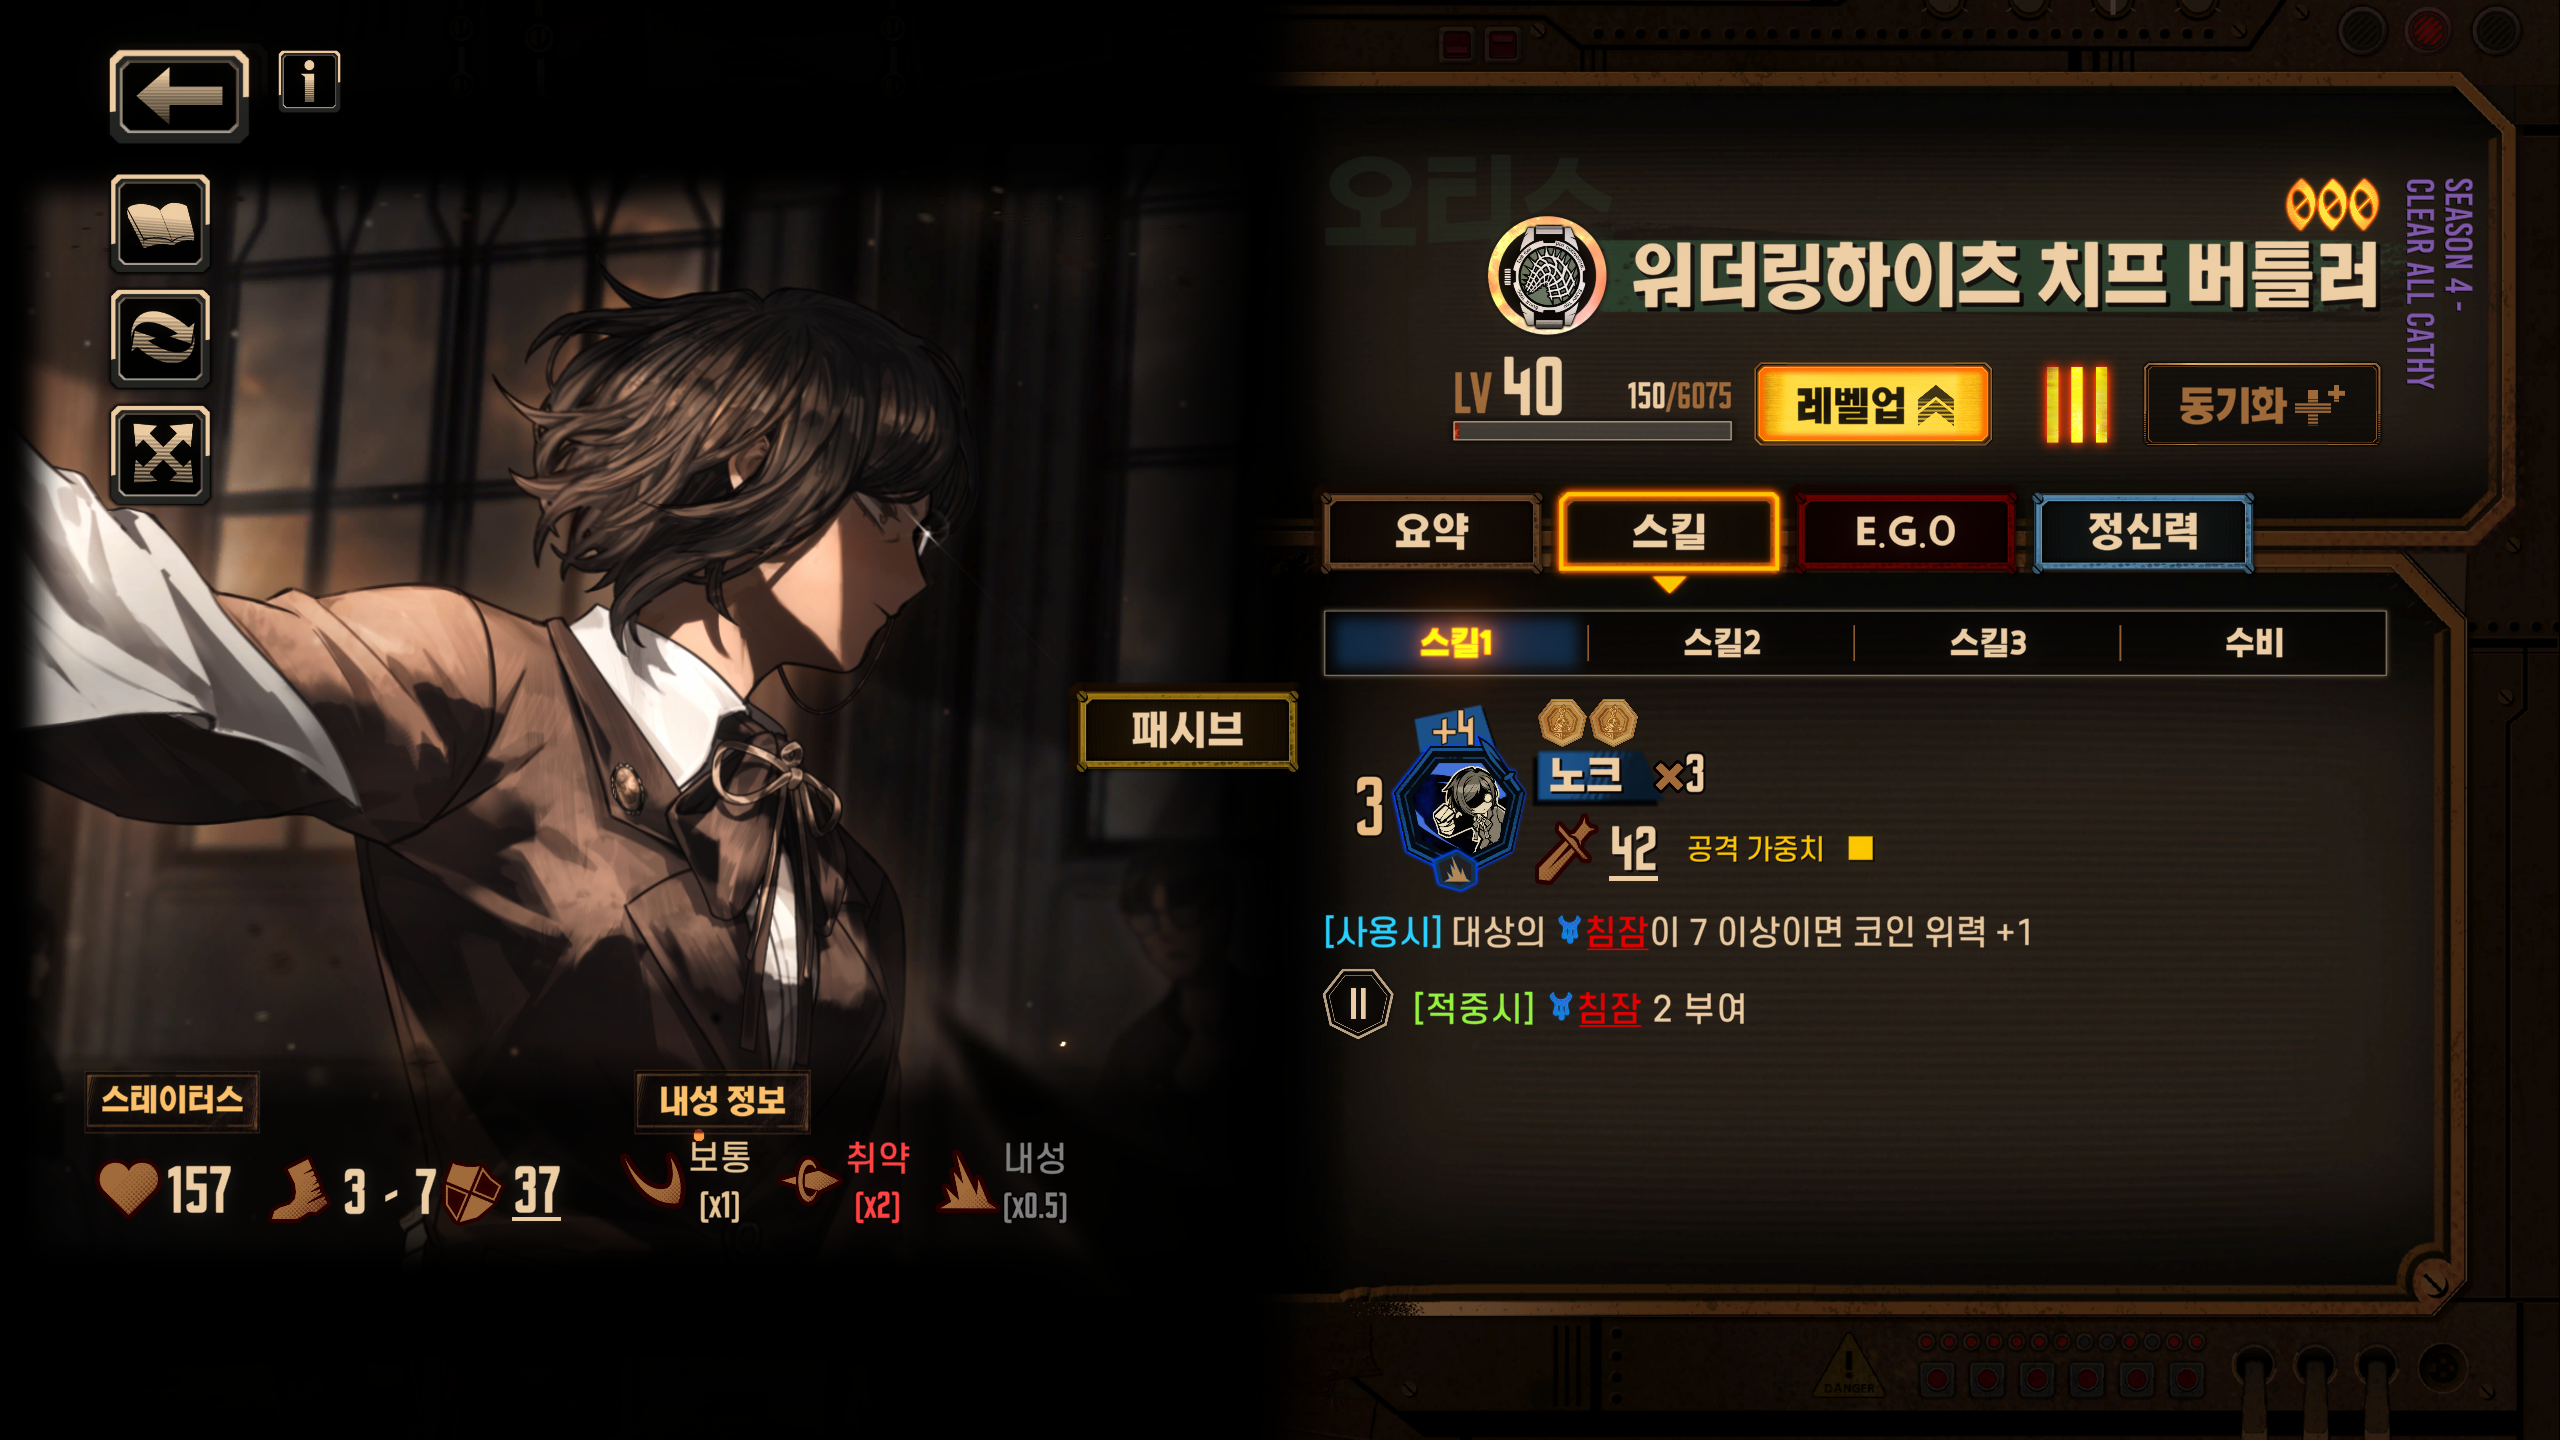 오티스
000
워더링하이츠 치프 버틀러
SEASON 4 -
CLEAR ALL CATHY
LV 40
150/6075
레벨업
동기화
요약
스킬
E.G.O
정신력
스킬1
스킬2
스킬3
수비
패시브
+4
3
노크 ×3
42
공격 가중치
[사용시] 대상의 침잠이 7 이상이면 코인 위력 +1
II [적중시] 침잠 2 부여
스테이터스
157
3 - 7
37
내성 정보
보통
[x1]
취약
[x2]
내성
[x0.5]
DANGER